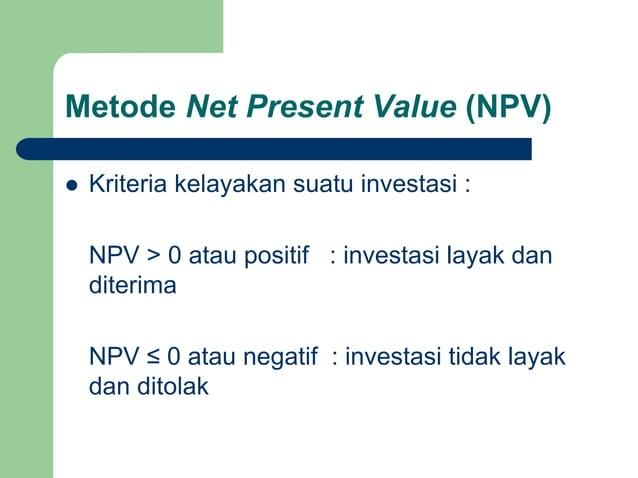 Metode Net Present Value (NPV)
● Kriteria kelayakan suatu investasi :
NPV > 0 atau positif : investasi layak dan
diterima
NPV ≤ 0 atau negatif : investasi tidak layak
dan ditolak